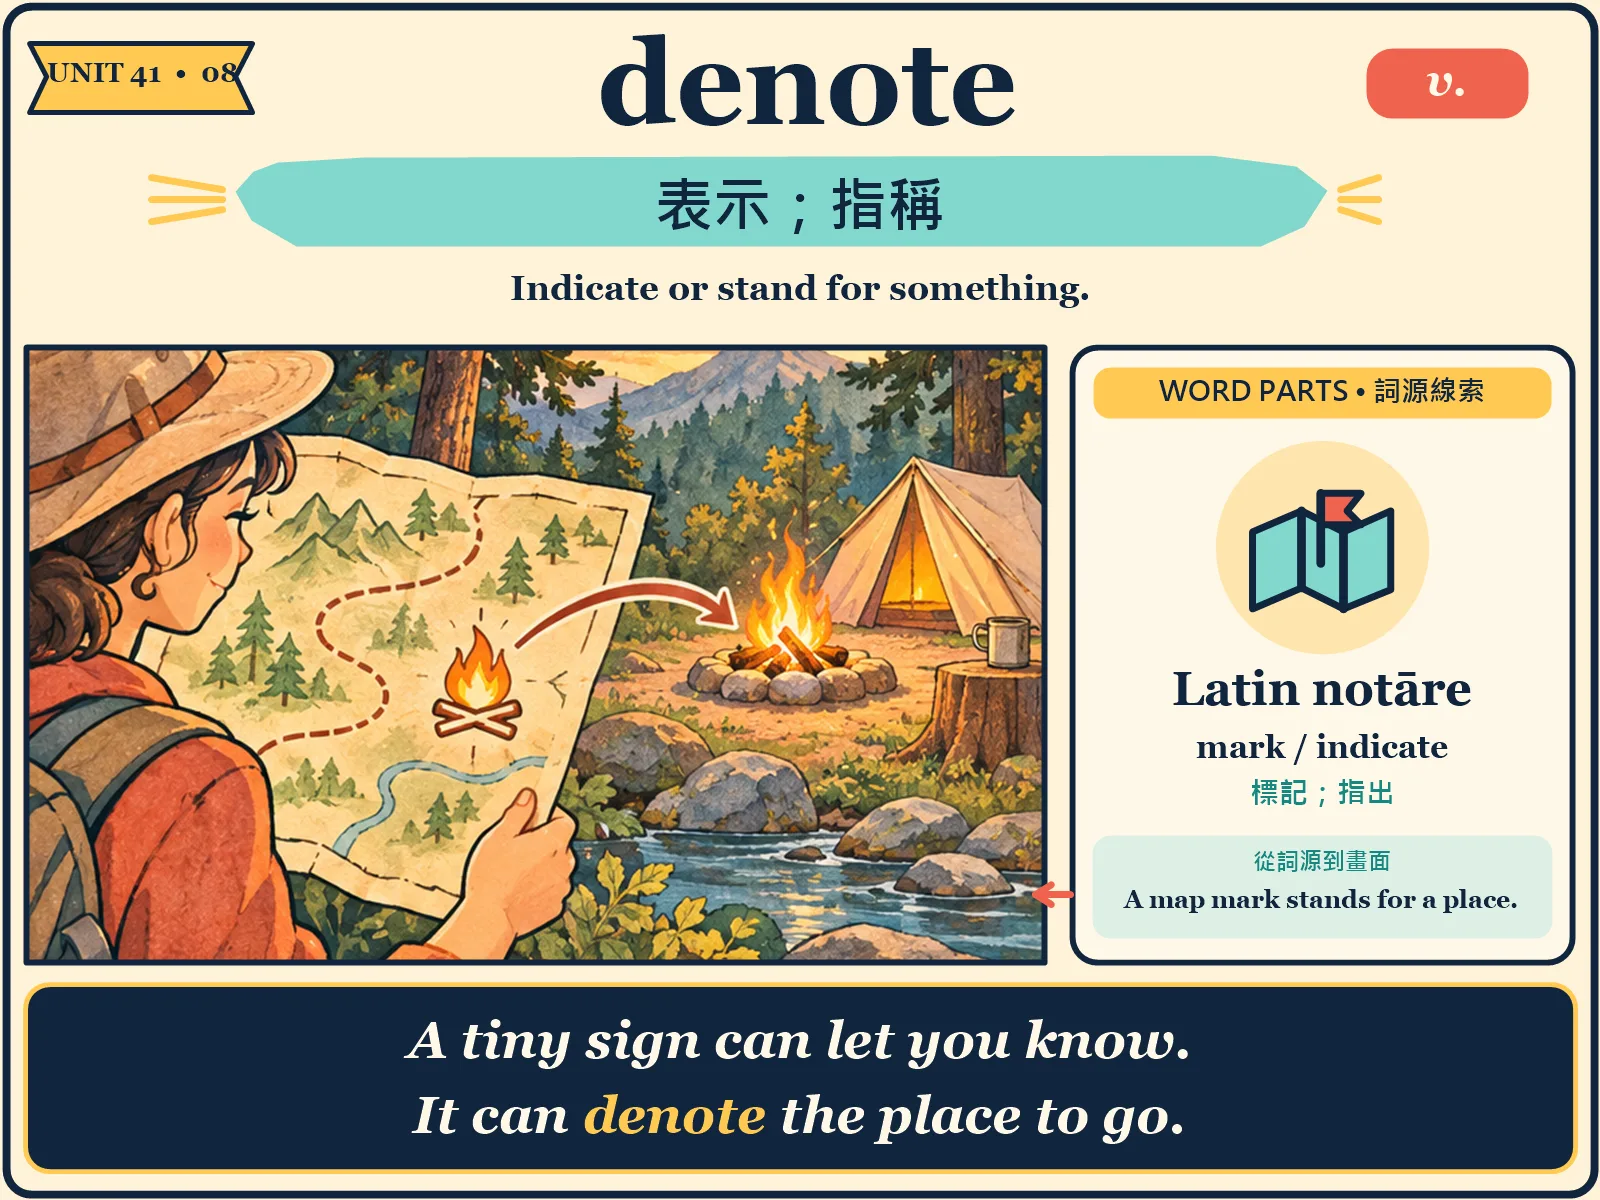 UNIT 41 • 08
denote
v.
表示；指稱
Indicate or stand for something.
WORD PARTS • 詞源線索
Latin notāre
mark / indicate
標記；指出
從詞源到畫面
A map mark stands for a place.
A tiny sign can let you know.
It can denote the place to go.